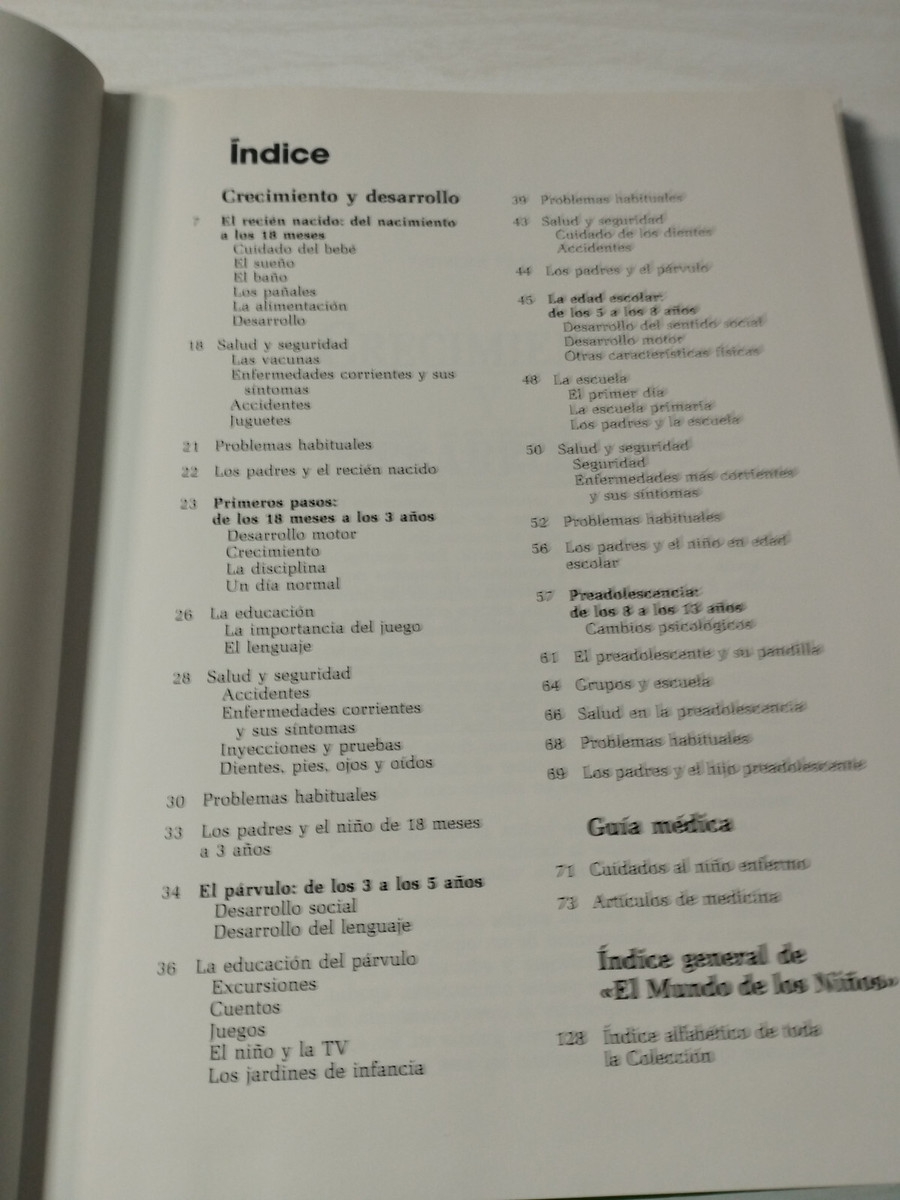 Índice
Crecimiento y desarrollo
7 El recién nacido: del nacimiento
a los 18 meses
Cuidado del bebé
El sueño
El baño
Los pañales
La alimentación
Desarrollo
18 Salud y seguridad
Las vacunas
Enfermedades corrientes y sus
síntomas
Accidentes
Juguetes
21 Problemas habituales
22 Los padres y el recién nacido
23 Primeros pasos:
de los 18 meses a los 3 años
Desarrollo motor
Crecimiento
La disciplina
Un día normal
26 La educación
La importancia del juego
El lenguaje
28 Salud y seguridad
Accidentes
Enfermedades corrientes
y sus síntomas
Inyecciones y pruebas
Dientes, pies, ojos y oídos
30 Problemas habituales
33 Los padres y el niño de 18 meses
a 3 años
34 El párvulo: de los 3 a los 5 años
Desarrollo social
Desarrollo del lenguaje
36 La educación del párvulo
Excursiones
Cuentos
Juegos
El niño y la TV
Los jardines de infancia
39 Problemas habituales
43 Salud y seguridad
Cuidado de los dientes
Accidentes
44 Los padres y el párvulo
45 La edad escolar:
de los 5 a los 8 años
Desarrollo del sentido social
Desarrollo motor
Otras características físicas
48 La escuela
El primer día
La escuela primaria
Los padres y la escuela
50 Salud y seguridad
Seguridad
Enfermedades más corrientes
y sus síntomas
52 Problemas habituales
56 Los padres y el niño en edad
escolar
57 Preadolescencia:
de los 8 a los 13 años
Cambios psicológicos
61 El preadolescente y su pandilla
64 Grupos y escuela
66 Salud en la preadolescencia
68 Problemas habituales
69 Los padres y el hijo preadolescente
Guía médica
71 Cuidados al niño enfermo
73 Artículos de medicina
Índice general de
«El Mundo de los Niños»
128 Índice alfabético de toda
la Colección